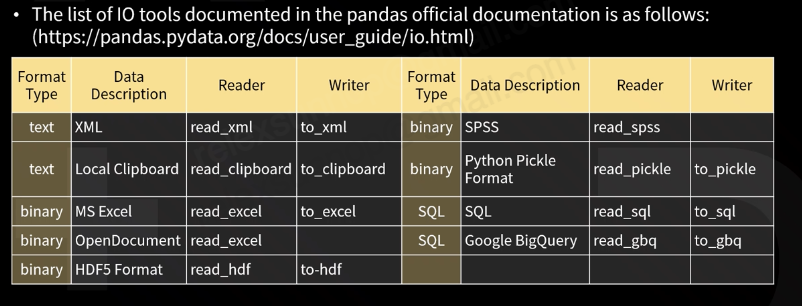 • The list of IO tools documented in the pandas official documentation is as follows:
(https://pandas.pydata.org/docs/user_guide/io.html)
Format Type Data Description Reader Writer Format Type Data Description Reader Writer
text XML read_xml to_xml binary SPSS read_spss
text Local Clipboard read_clipboard to_clipboard binary Python Pickle Format read_pickle to_pickle
binary MS Excel read_excel to_excel SQL SQL read_sql to_sql
binary OpenDocument read_excel SQL Google BigQuery read_gbq to_gbq
binary HDF5 Format read_hdf to-hdf